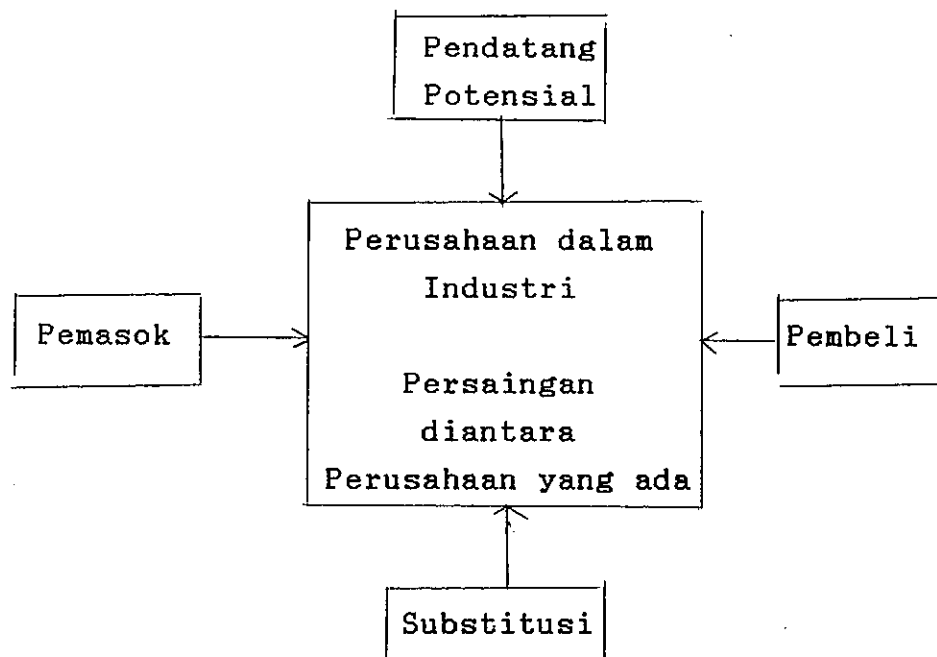 Pendatang
Potensial
Perusahaan dalam
Industri
Pemasok
Pembeli
Persaingan
diantara
Perusahaan yang ada
Substitusi